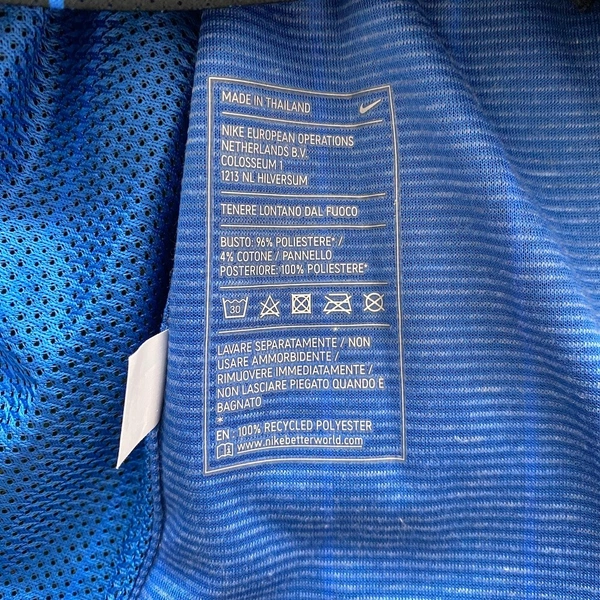 MADE IN THAILAND
NIKE EUROPEAN OPERATIONS
NETHERLANDS B.V.
COLOSSEUM 1
1213 NL HILVERSUM
TENERE LONTANO DAL FUOCO
BUSTO: 96% POLIESTERE* /
4% COTONE / PANNELLO
POSTERIORE: 100% POLIESTERE*
30
LAVARE SEPARATAMENTE / NON
USARE AMMORBIDENTE /
RIMUOVERE IMMEDIATAMENTE /
NON LASCIARE PIEGATO QUANDO È
BAGNATO
*
EN : 100% RECYCLED POLYESTER
www.nikebetterworld.com